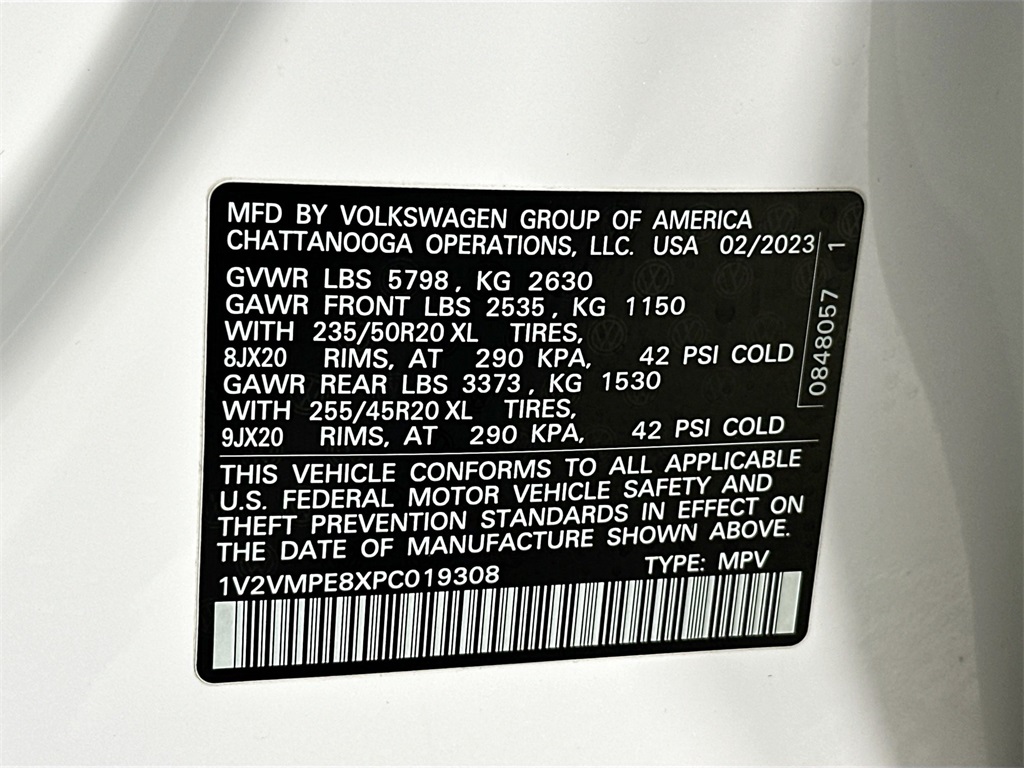 MFD BY VOLKSWAGEN GROUP OF AMERICA
CHATTANOOGA OPERATIONS, LLC. USA 02/2023
GVWR LBS 5798, KG 2630
GAWR FRONT LBS 2535, KG 1150
WITH 235/50R20 XL TIRES,
8JX20 RIMS, AT 290 KPA, 42 PSI COLD
GAWR REAR LBS 3373, KG 1530
WITH 255/45R20 XL TIRES,
9JX20 RIMS, AT 290 KPA, 42 PSI COLD
0848057 1
THIS VEHICLE CONFORMS TO ALL APPLICABLE
U.S. FEDERAL MOTOR VEHICLE SAFETY AND
THEFT PREVENTION STANDARDS IN EFFECT ON
THE DATE OF MANUFACTURE SHOWN ABOVE.
1V2VMPE8XPC019308 TYPE: MPV